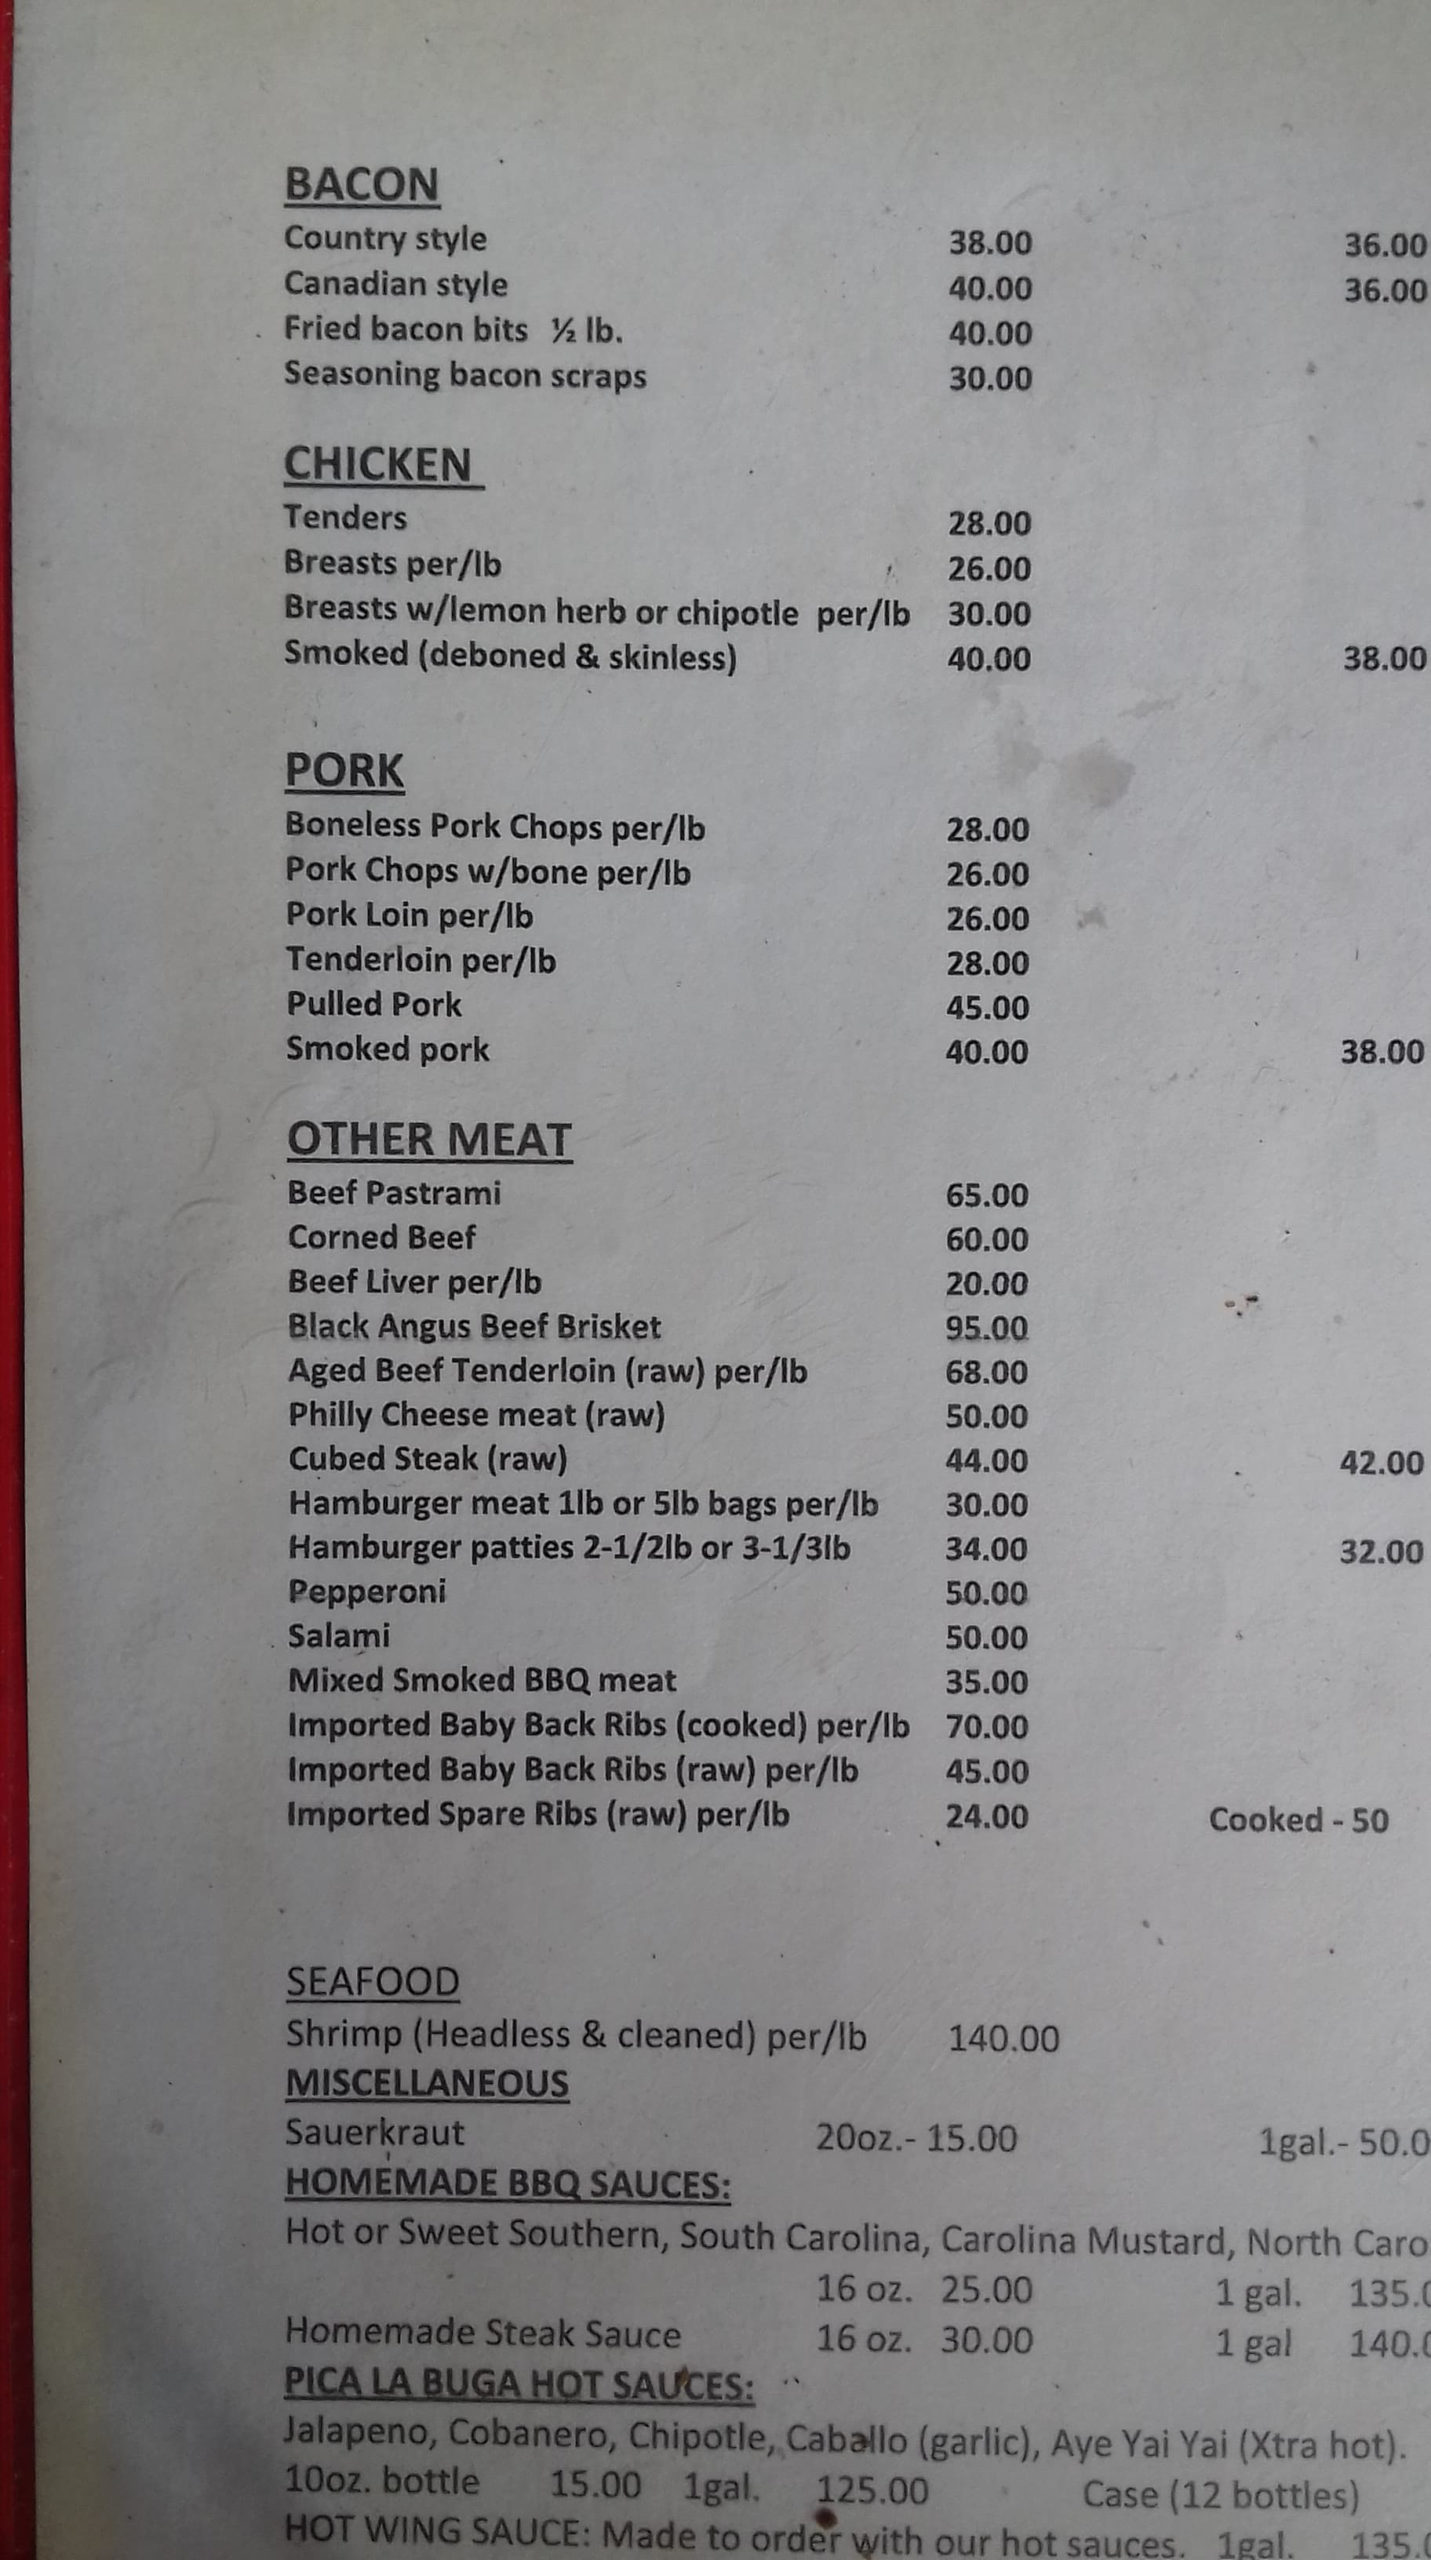 BACON
Country style 38.00 36.00
Canadian style 40.00 36.00
Fried bacon bits ½ lb. 40.00
Seasoning bacon scraps 30.00
CHICKEN
Tenders 28.00
Breasts per/lb 26.00
Breasts w/lemon herb or chipotle per/lb 30.00
Smoked (deboned & skinless) 40.00 38.00
PORK
Boneless Pork Chops per/lb 28.00
Pork Chops w/bone per/lb 26.00
Pork Loin per/lb 26.00
Tenderloin per/lb 28.00
Pulled Pork 45.00
Smoked pork 40.00 38.00
OTHER MEAT
Beef Pastrami 65.00
Corned Beef 60.00
Beef Liver per/lb 20.00
Black Angus Beef Brisket 95.00
Aged Beef Tenderloin (raw) per/lb 68.00
Philly Cheese meat (raw) 50.00
Cubed Steak (raw) 44.00 42.00
Hamburger meat 1lb or 5lb bags per/lb 30.00
Hamburger patties 2-1/2lb or 3-1/3lb 34.00 32.00
Pepperoni 50.00
Salami 50.00
Mixed Smoked BBQ meat 35.00
Imported Baby Back Ribs (cooked) per/lb 70.00
Imported Baby Back Ribs (raw) per/lb 45.00
Imported Spare Ribs (raw) per/lb 24.00 Cooked - 50
SEAFOOD
Shrimp (Headless & cleaned) per/lb 140.00
MISCELLANEOUS
Sauerkraut 20oz.- 15.00 1gal.- 50.0
HOMEMADE BBQ SAUCES:
Hot or Sweet Southern, South Carolina, Carolina Mustard, North Caro
16 oz. 25.00 1 gal. 135.0
Homemade Steak Sauce 16 oz. 30.00 1 gal 140.0
PICA LA BUGA HOT SAUCES:
Jalapeno, Cobanero, Chipotle, Caballo (garlic), Aye Yai Yai (Xtra hot).
10oz. bottle 15.00 1gal. 125.00 Case (12 bottles)
HOT WING SAUCE: Made to order with our hot sauces. 1gal. 135.0